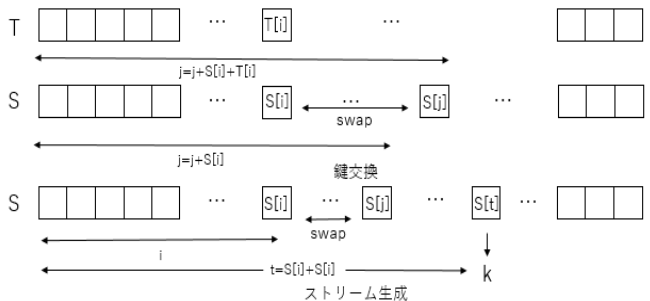 T … T[i] …
j=j+S[i]+T[i]
S … S[i] … S[j] …
swap
j=j+S[i]
鍵交換
S … S[i] … S[j] … S[t] …
swap
i
t=S[i]+S[i] k
ストリーム生成